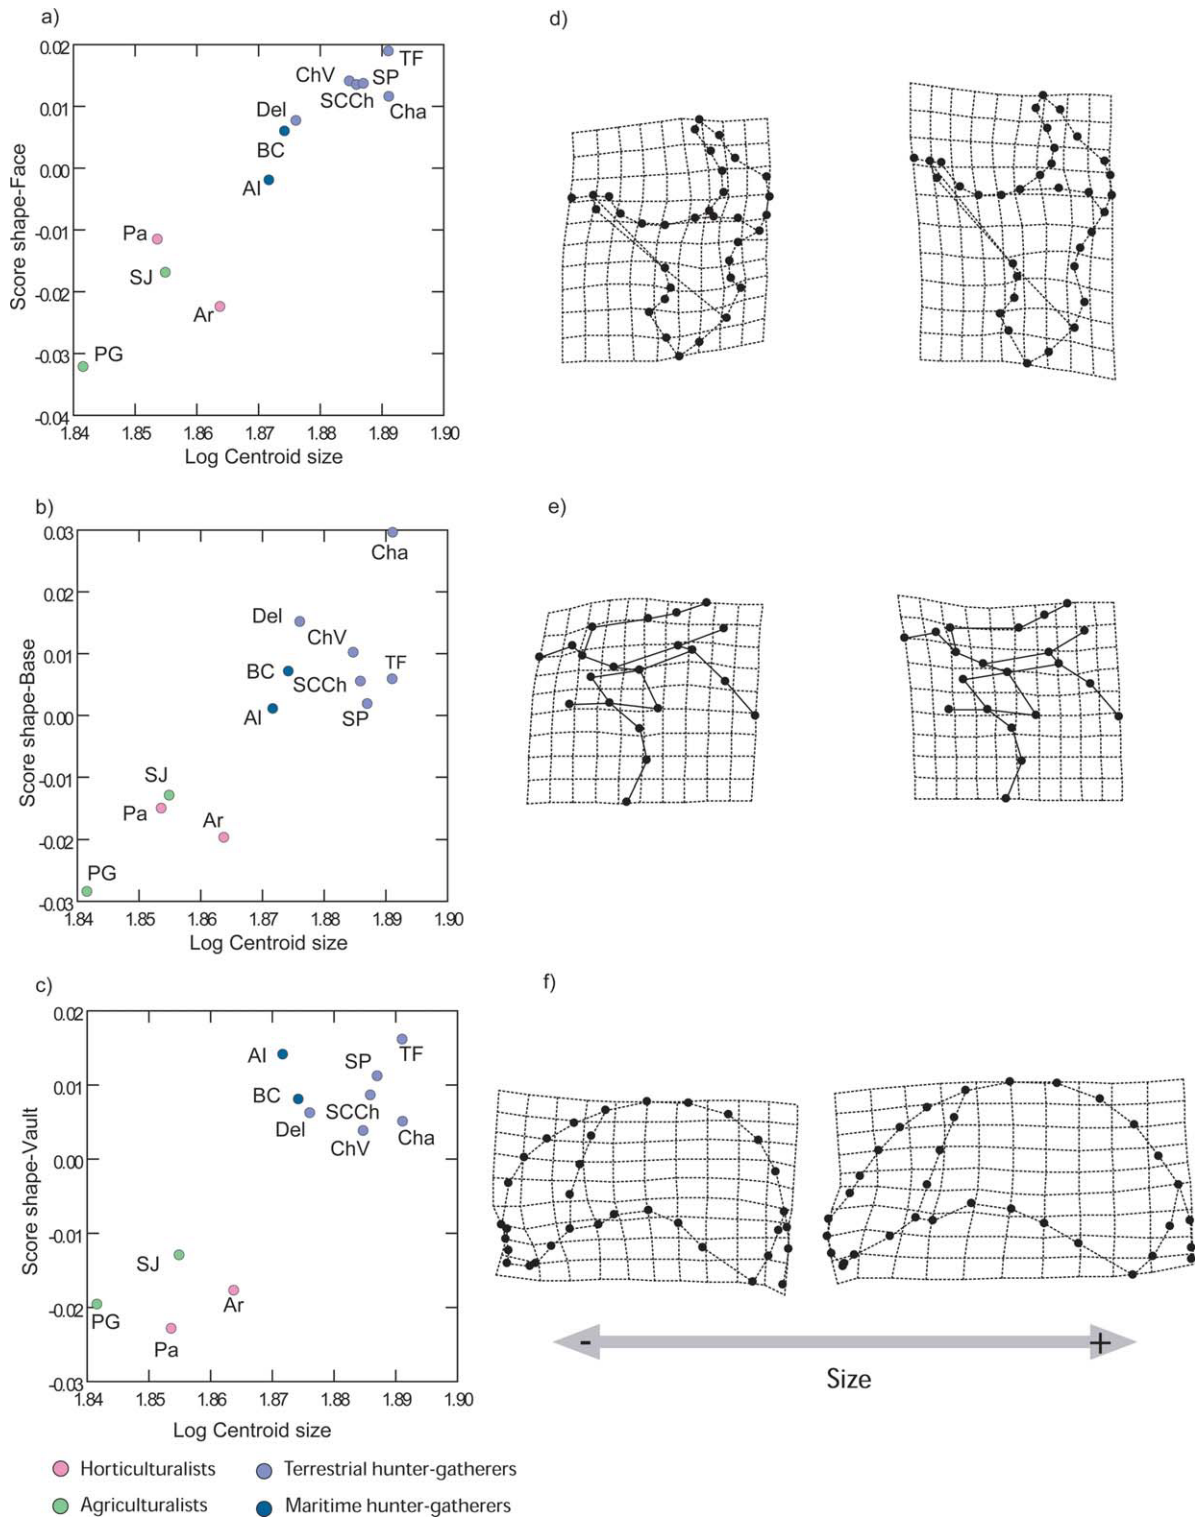 a)
d)
0.02
0.01
0.00
-0.01
-0.02
-0.03
-0.04
Score shape-Face
TF
ChV
SP
SCCh
Cha
Del
BC
AI
Pa
SJ
Ar
PG
1.84 1.85 1.86 1.87 1.88 1.89 1.90
Log Centroid size
b)
e)
0.03
0.02
0.01
0.00
-0.01
-0.02
-0.03
Score shape-Base
Cha
Del
ChV
BC
SCCh
TF
AI
SP
SJ
Pa
Ar
PG
1.84 1.85 1.86 1.87 1.88 1.89 1.90
Log Centroid size
c)
f)
0.02
0.01
0.00
-0.01
-0.02
-0.03
Score shape-Vault
AI
SP
TF
BC
SCCh
Del
ChV
Cha
SJ
PG
Ar
Pa
1.84 1.85 1.86 1.87 1.88 1.89 1.90
Log Centroid size
- +
Size
Horticulturalists
Terrestrial hunter-gatherers
Agriculturalists
Maritime hunter-gatherers